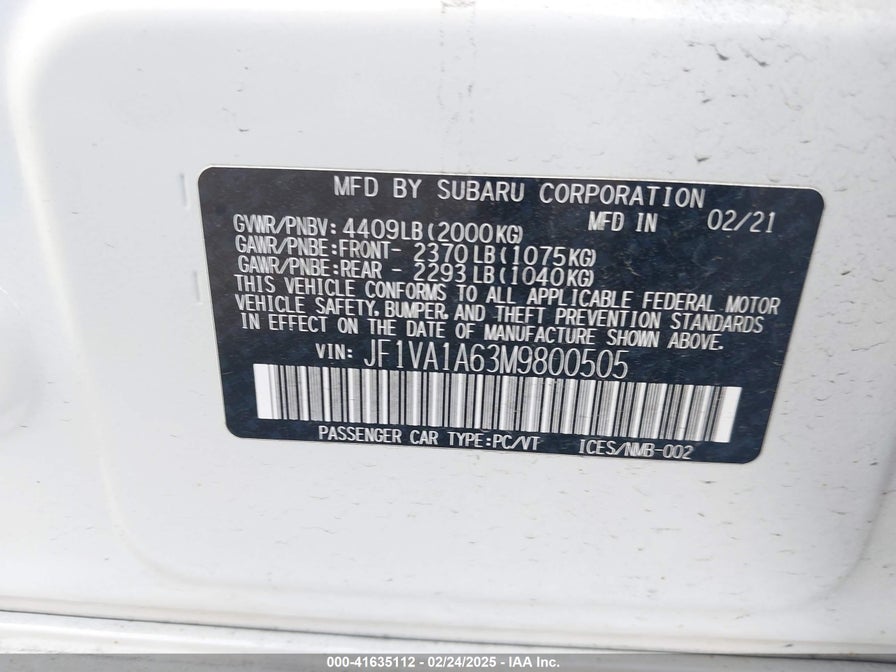 MFD BY SUBARU CORPORATION
GVWR/PNBV: 4409LB(2000KG) MFD IN 02/21
GAWR/PNBE:FRONT- 2370LB(1075KG)
GAWR/PNBE:REAR - 2293LB(1040KG)
THIS VEHICLE CONFORMS TO ALL APPLICABLE FEDERAL MOTOR
VEHICLE SAFETY, BUMPER, AND THEFT PREVENTION STANDARDS
IN EFFECT ON THE DATE OF MANUFACTURE SHOWN ABOVE.
VIN: JF1VA1A63M9800505
PASSENGER CAR TYPE:PC/VT ICES/NMB-002
000-41635112 - 02/24/2025 - IAA Inc.